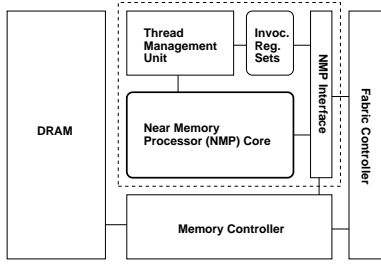 Thread
Management
Unit
Invoc.
Reg.
Sets
NMP Interface
Fabric Controller
DRAM
Near Memory
Processor (NMP) Core
Memory Controller